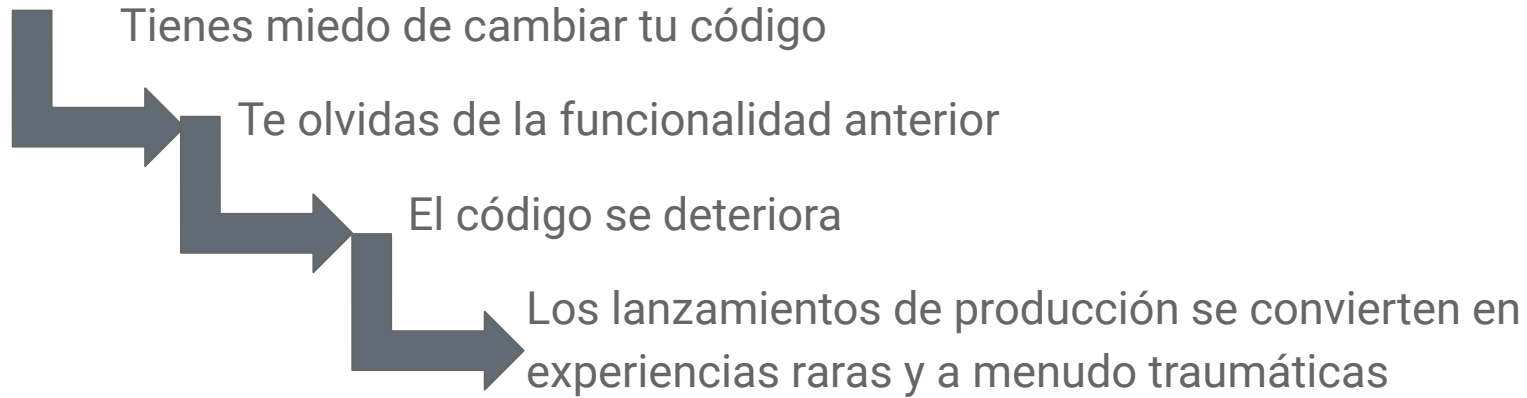 Tienes miedo de cambiar tu código
Te olvidas de la funcionalidad anterior
El código se deteriora
Los lanzamientos de producción se convierten en
experiencias raras y a menudo traumáticas